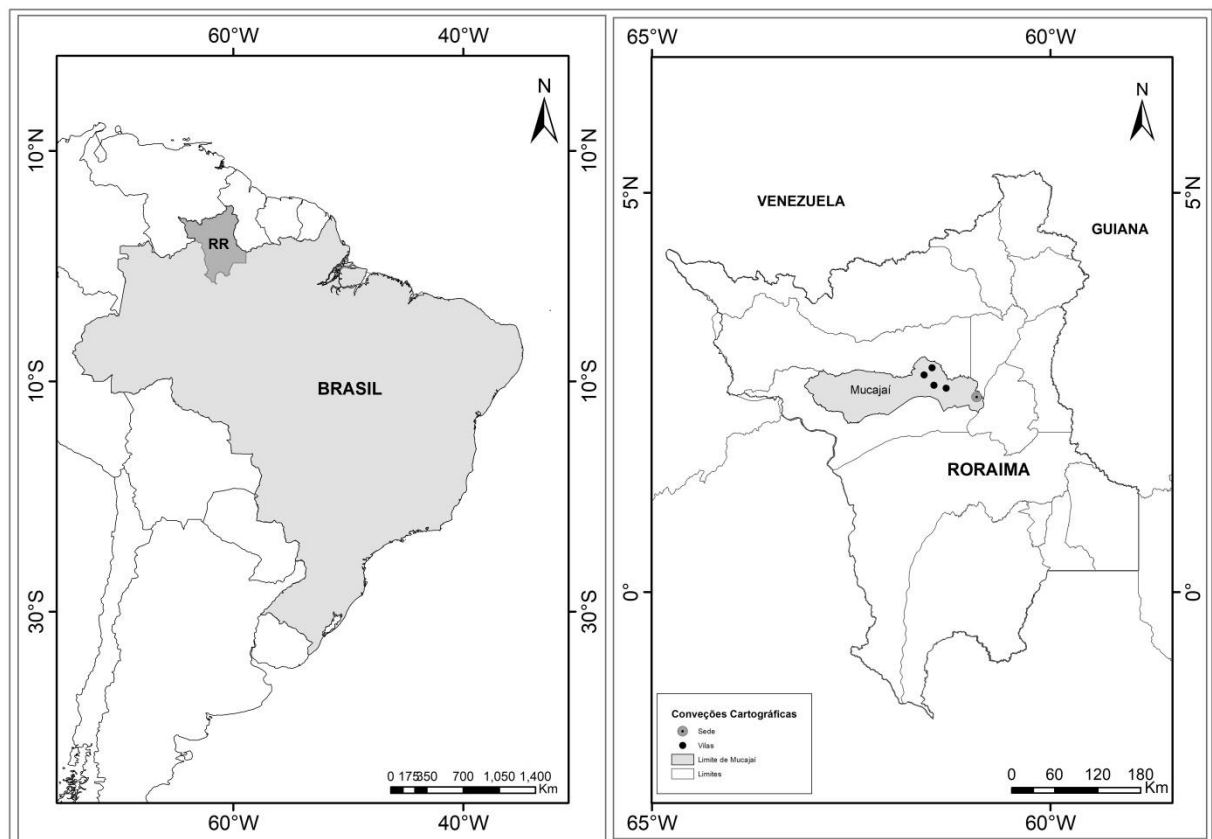 60°W 40°W
N
10°N 10°N
RR
10°S BRASIL 10°S
30°S 30°S
0 175350 700 1,050 1,400
Km
60°W 40°W
65°W 60°W
N
5°N 5°N
VENEZUELA
GUIANA
Mucajaí
RORAIMA
0° 0°
Conveções Cartográficas
Sede
Vilas
Limite de Mucajaí
Limites
0 60 120 180
Km
65°W 60°W